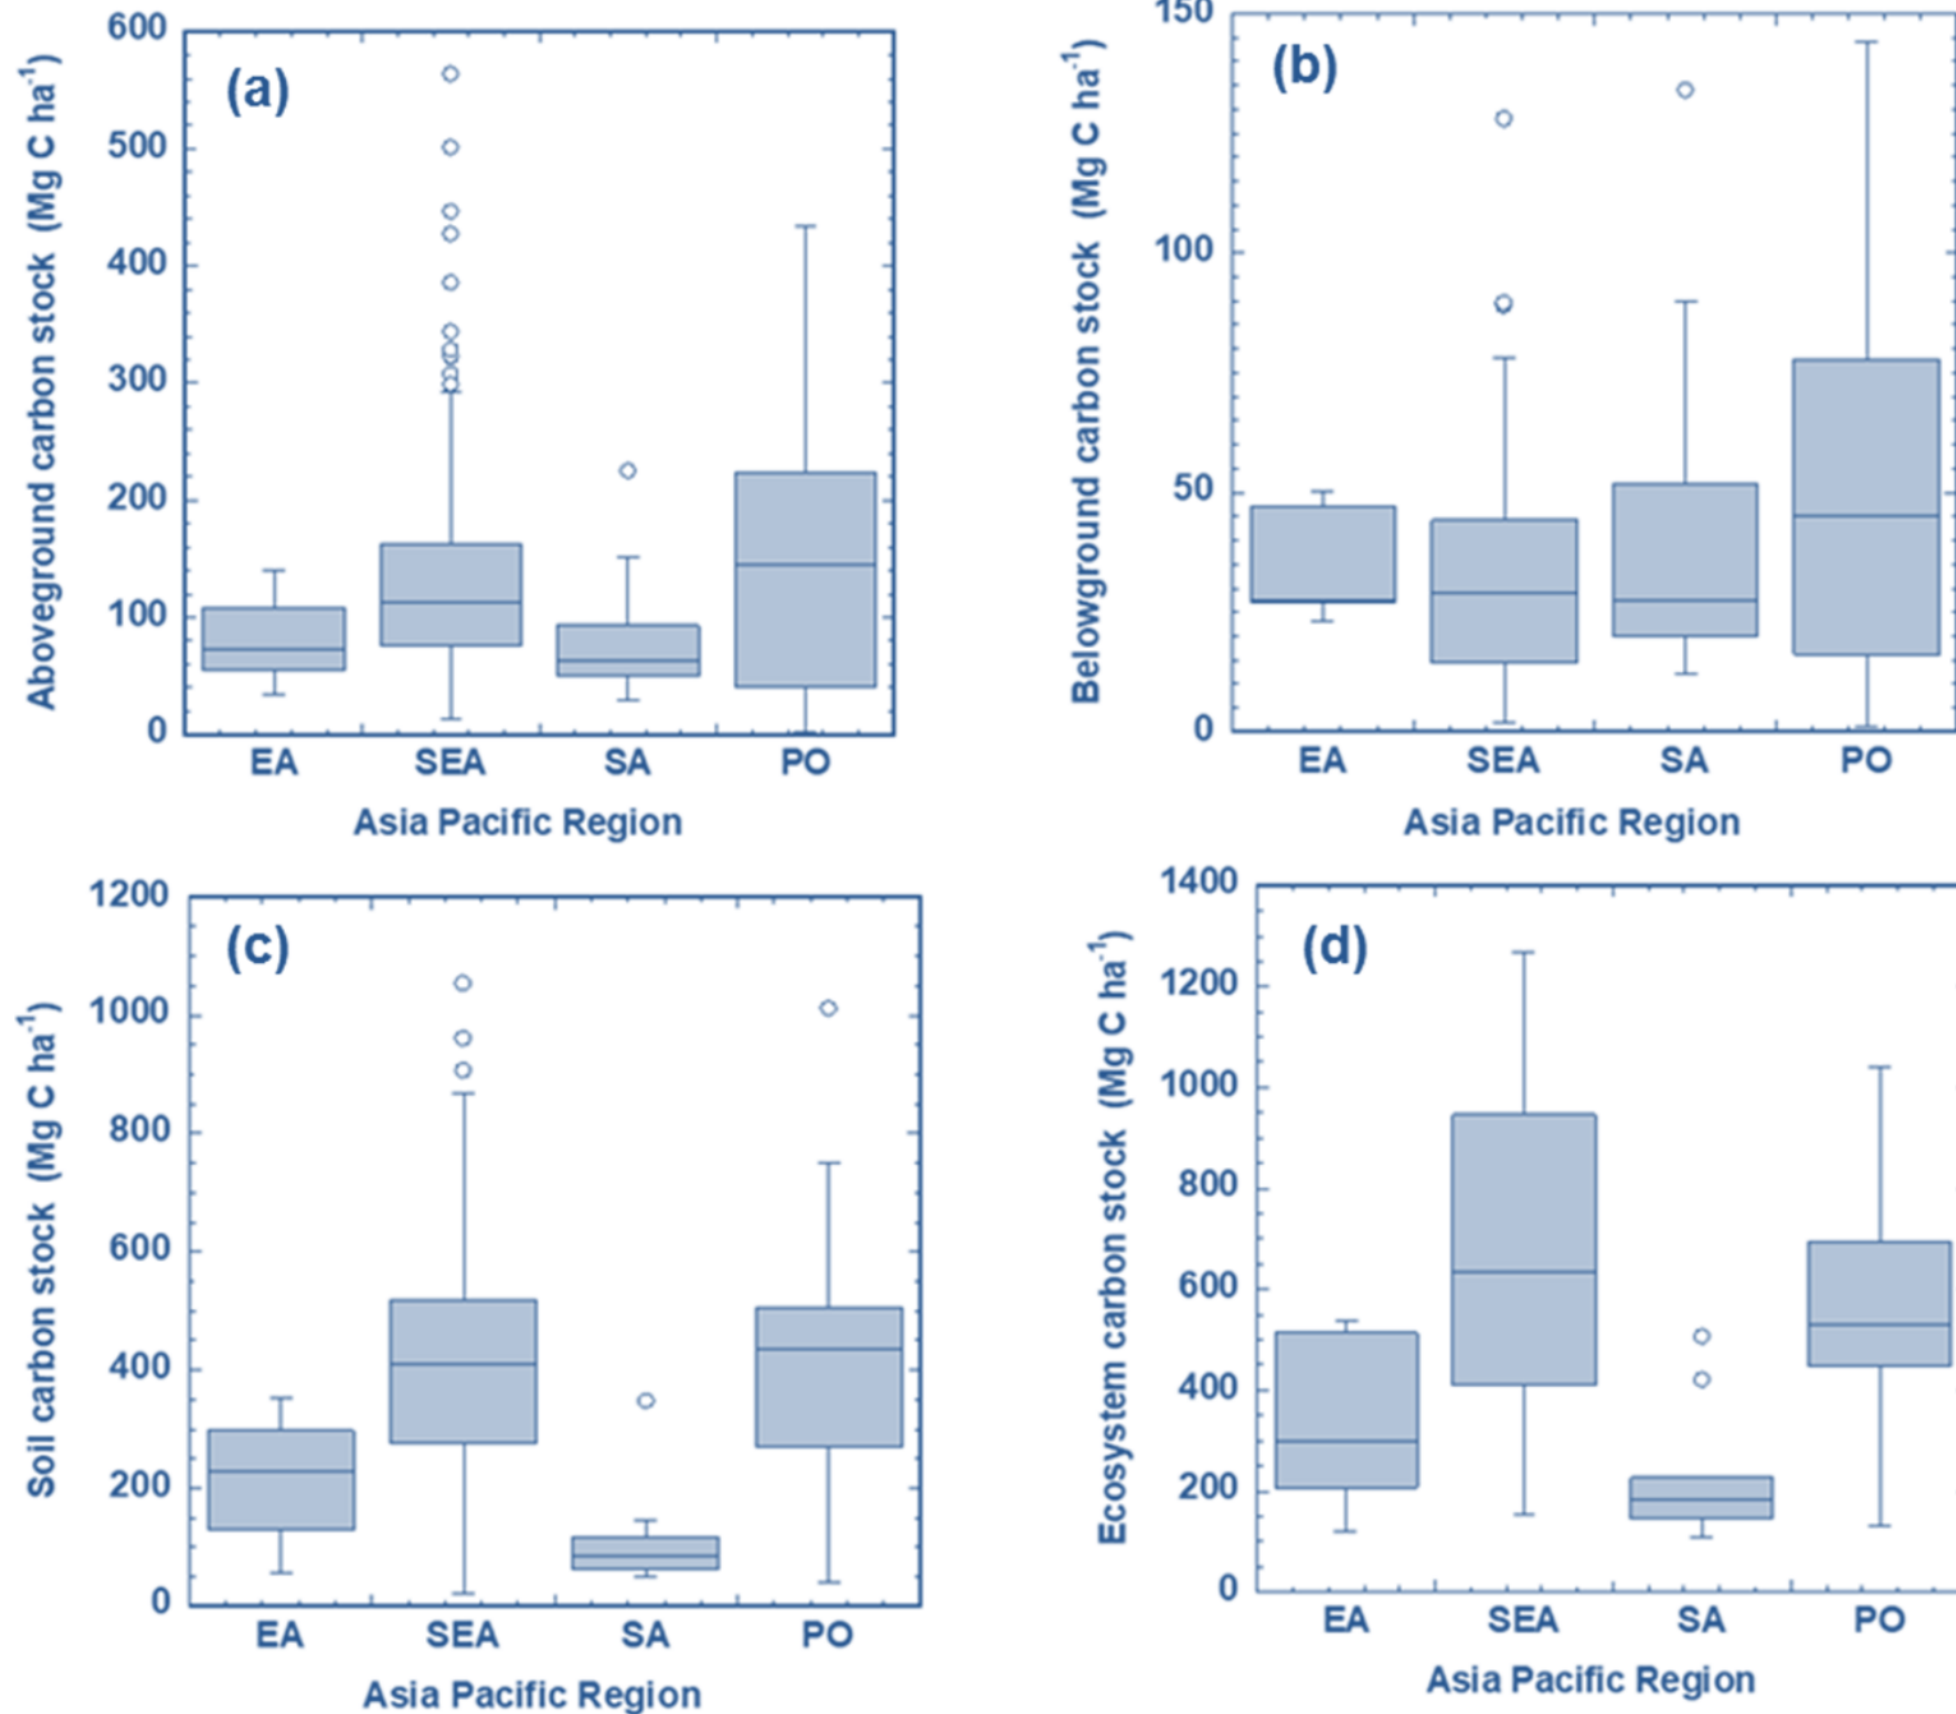 (a)
Aboveground carbon stock (Mg C ha⁻¹)
600
500
400
300
200
100
0
EA SEA SA PO
Asia Pacific Region
(b)
Belowground carbon stock (Mg C ha⁻¹)
150
100
50
0
EA SEA SA PO
Asia Pacific Region
(c)
Soil carbon stock (Mg C ha⁻¹)
1200
1000
800
600
400
200
0
EA SEA SA PO
Asia Pacific Region
(d)
Ecosystem carbon stock (Mg C ha⁻¹)
1400
1200
1000
800
600
400
200
0
EA SEA SA PO
Asia Pacific Region